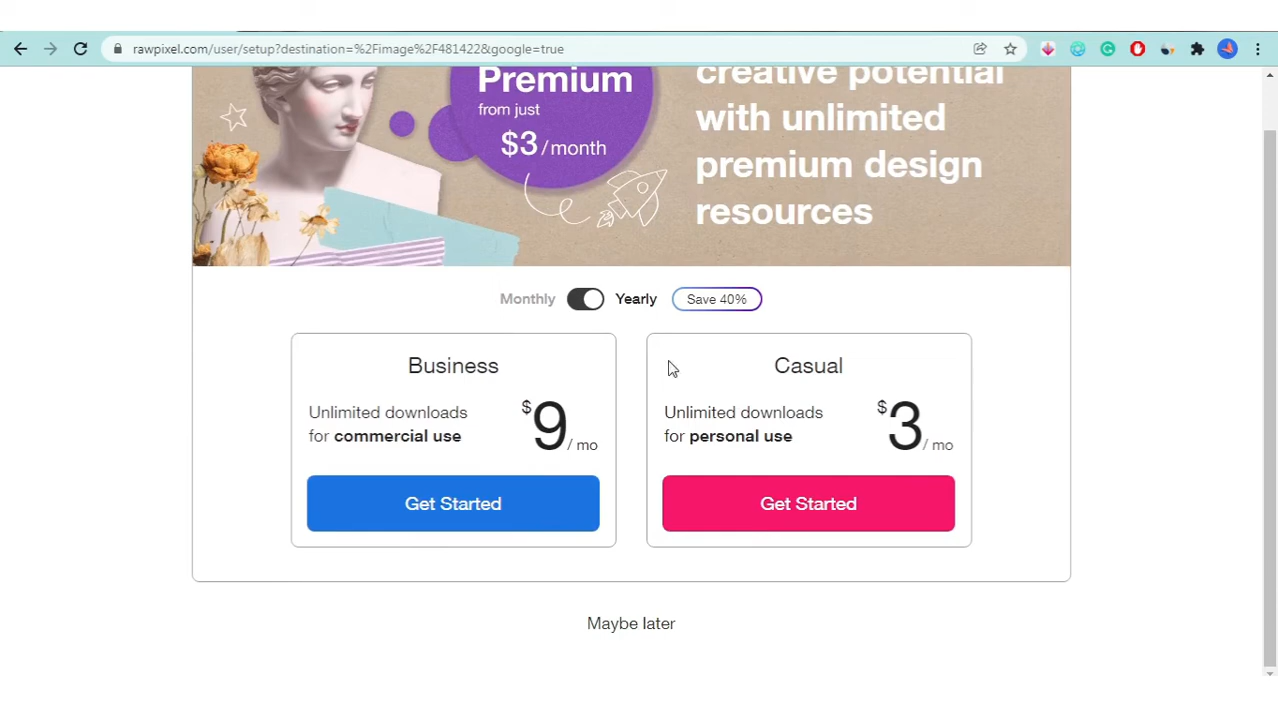 rawpixel.com/user/setup?destination=%2Fimage%2F481422&google=true
Premium
from just
$3/month
creative potential
with unlimited
premium design
resources
Monthly Yearly Save 40%
Business
Unlimited downloads
for commercial use
$9/ mo
Get Started
Casual
Unlimited downloads
for personal use
$3/ mo
Get Started
Maybe later